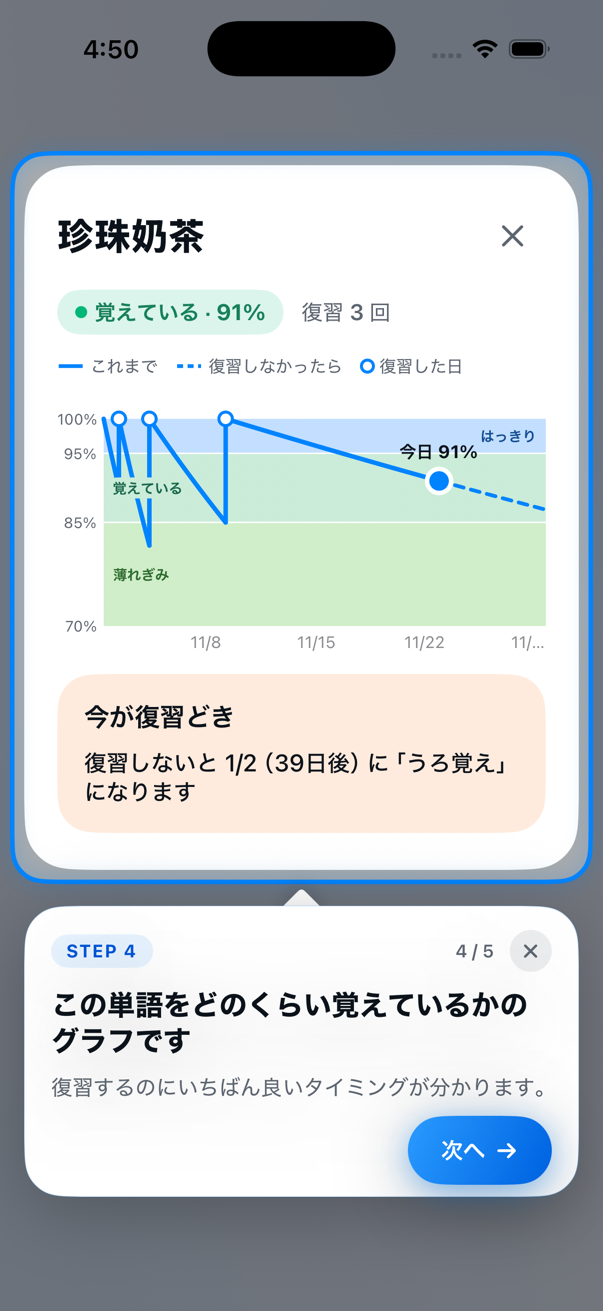 4:50
珍珠奶茶
覚えている · 91% 復習 3 回
これまで 復習しなかったら 復習した日
100%
はっきり
今日 91%
95%
覚えている
85%
薄れぎみ
70%
11/8 11/15 11/22 11/...
今が復習どき
復習しないと 1/2（39日後）に「うろ覚え」
になります
STEP 4 4 / 5
この単語をどのくらい覚えているかの
グラフです
復習するのにいちばん良いタイミングが分かります。
次へ →